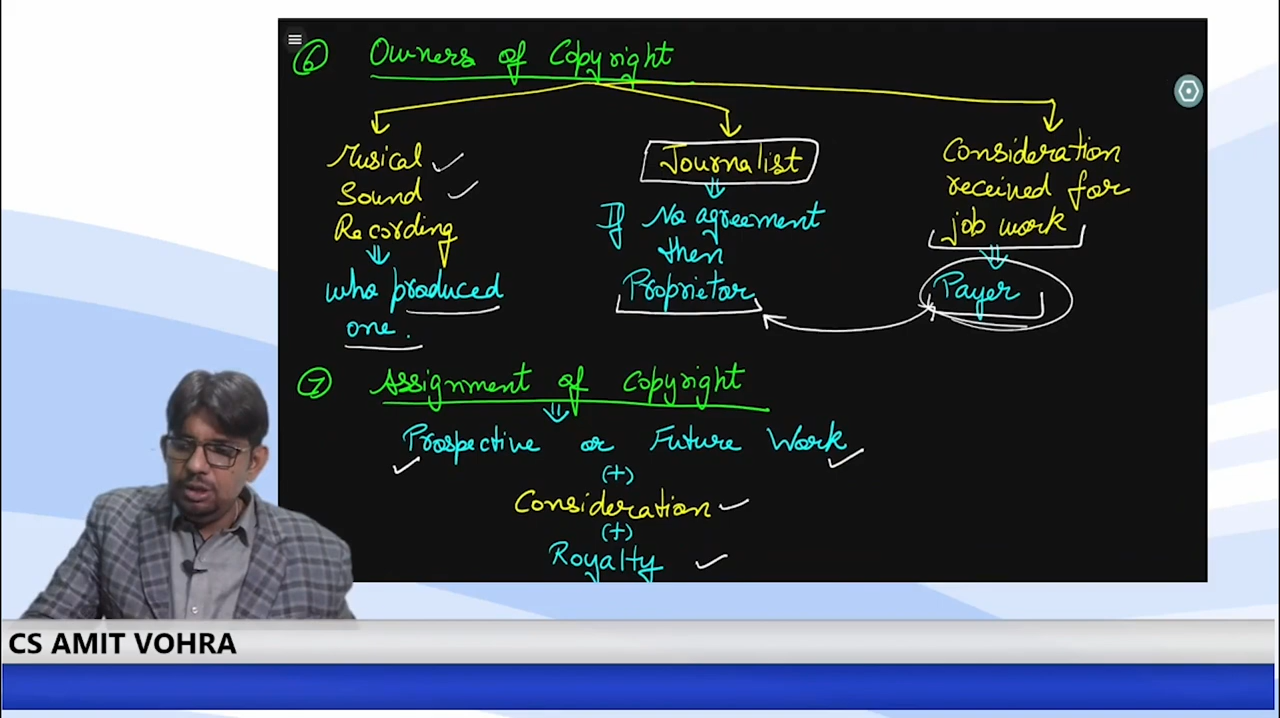 ⑥ Owners of Copyright
Musical
Sound
Recording
who produced
one.
Journalist
If No agreement
then
Proprietor
Consideration
received for
job work
Payer
⑦ Assignment of Copyright
Prospective or Future Work
(+)
Consideration
(+)
Royalty
CS AMIT VOHRA